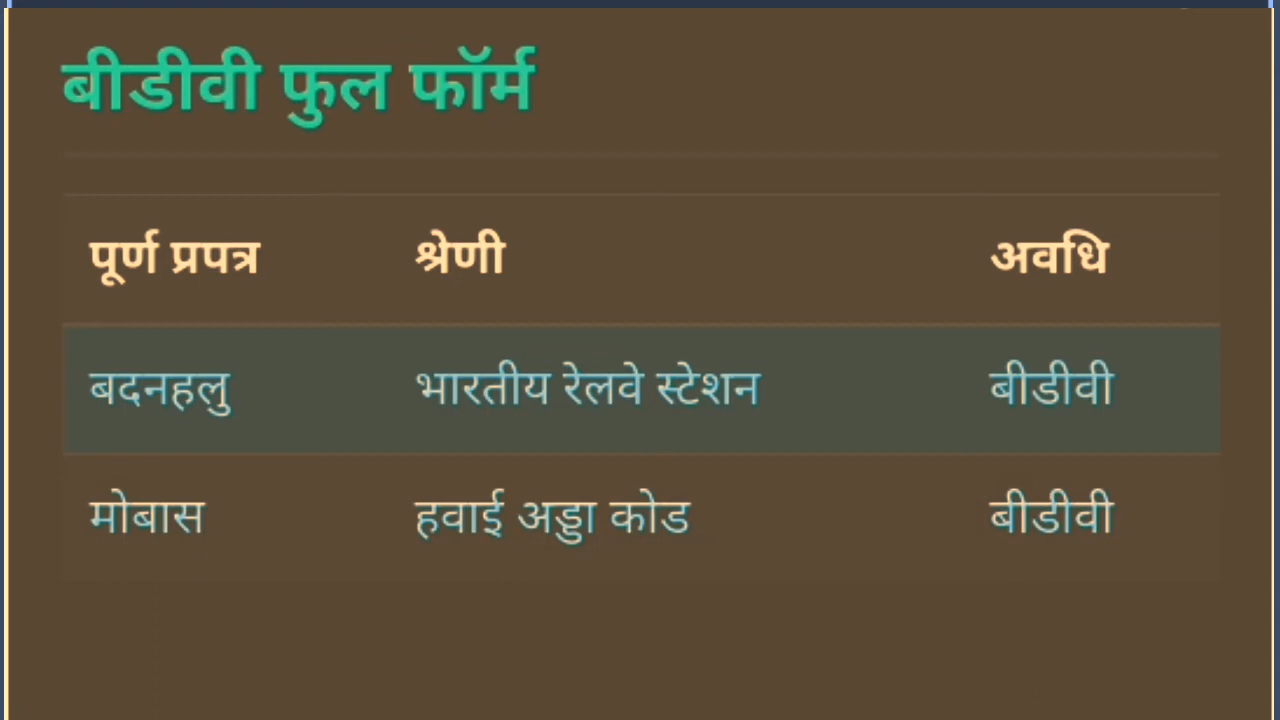 बीडीवी फुल फॉर्म
पूर्ण प्रपत्र श्रेणी अवधि
बदनहलु भारतीय रेलवे स्टेशन बीडीवी
मोबास हवाई अड्डा कोड बीडीवी